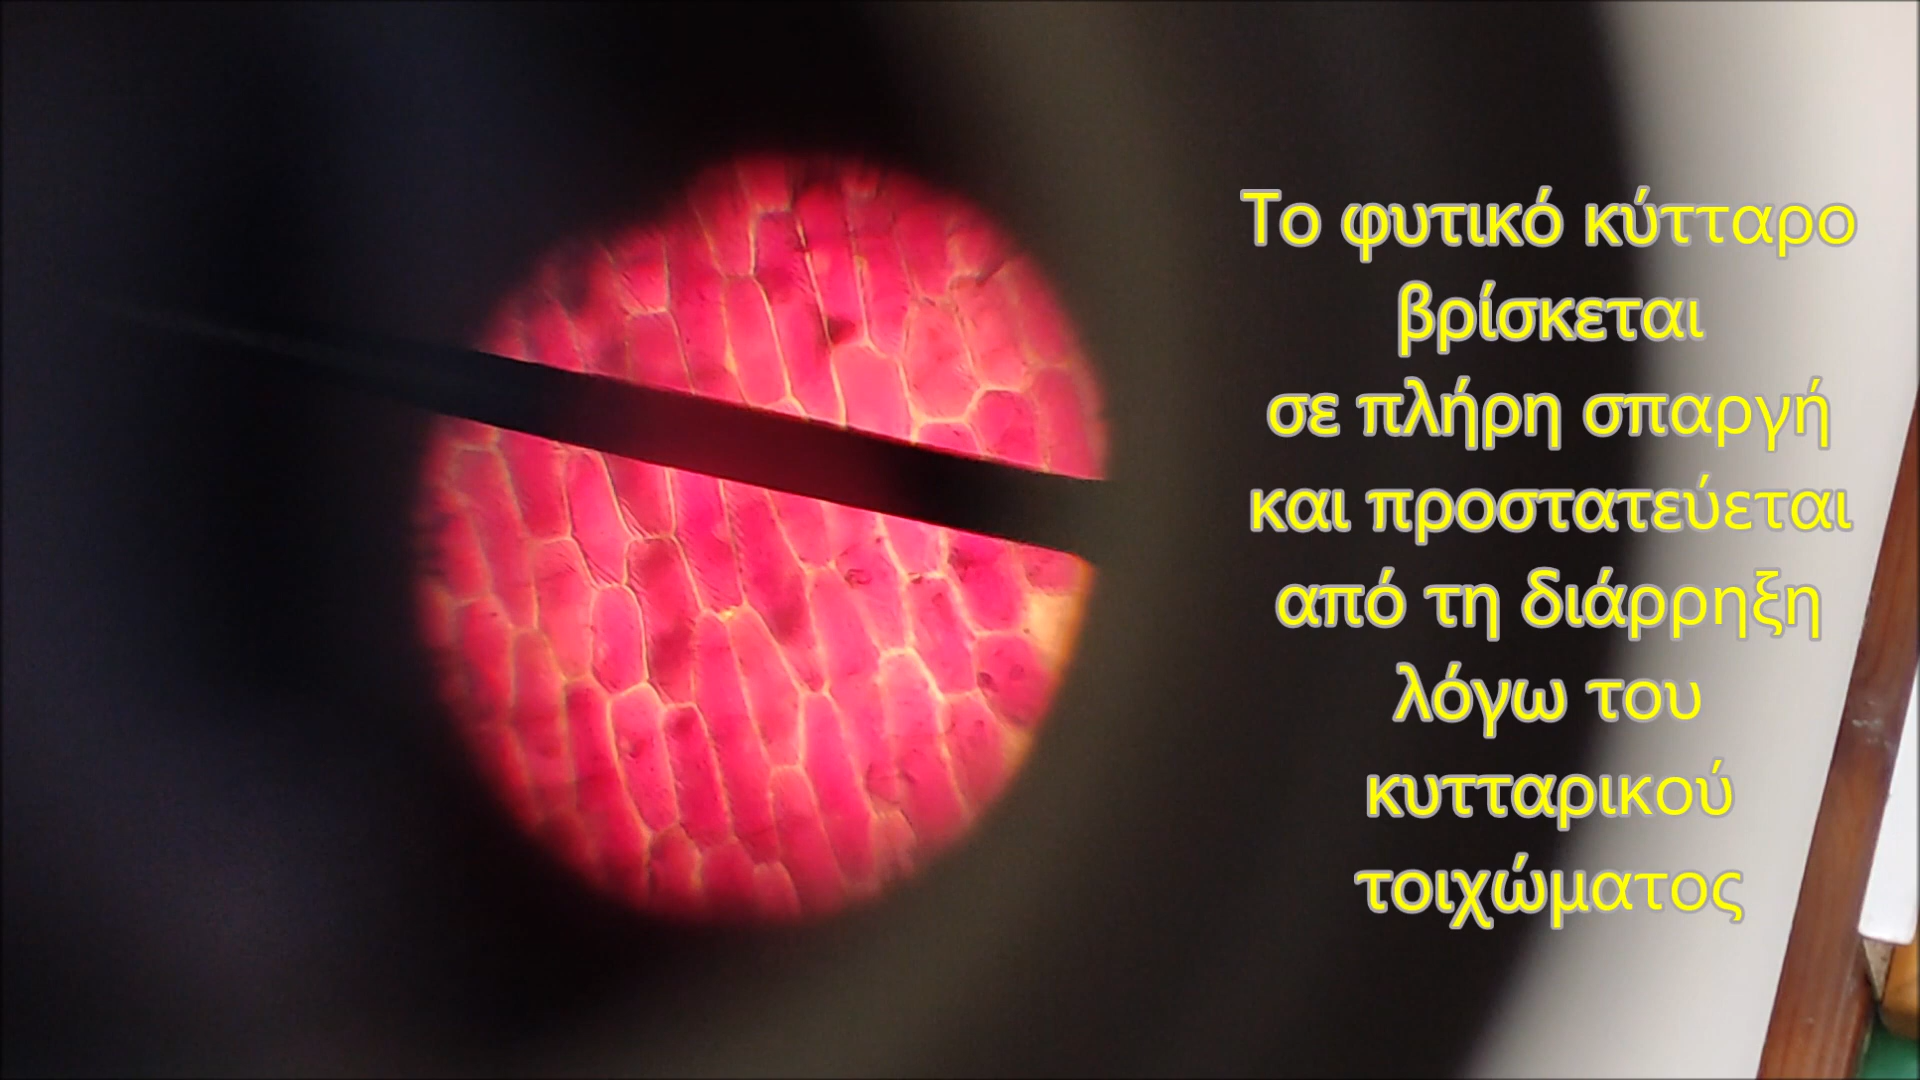 Το φυτικό κύτταρο
βρίσκεται
σε πλήρη σπαργή
και προστατεύεται
από τη διάρρηξη
λόγω του
κυτταρικού
τοιχώματος